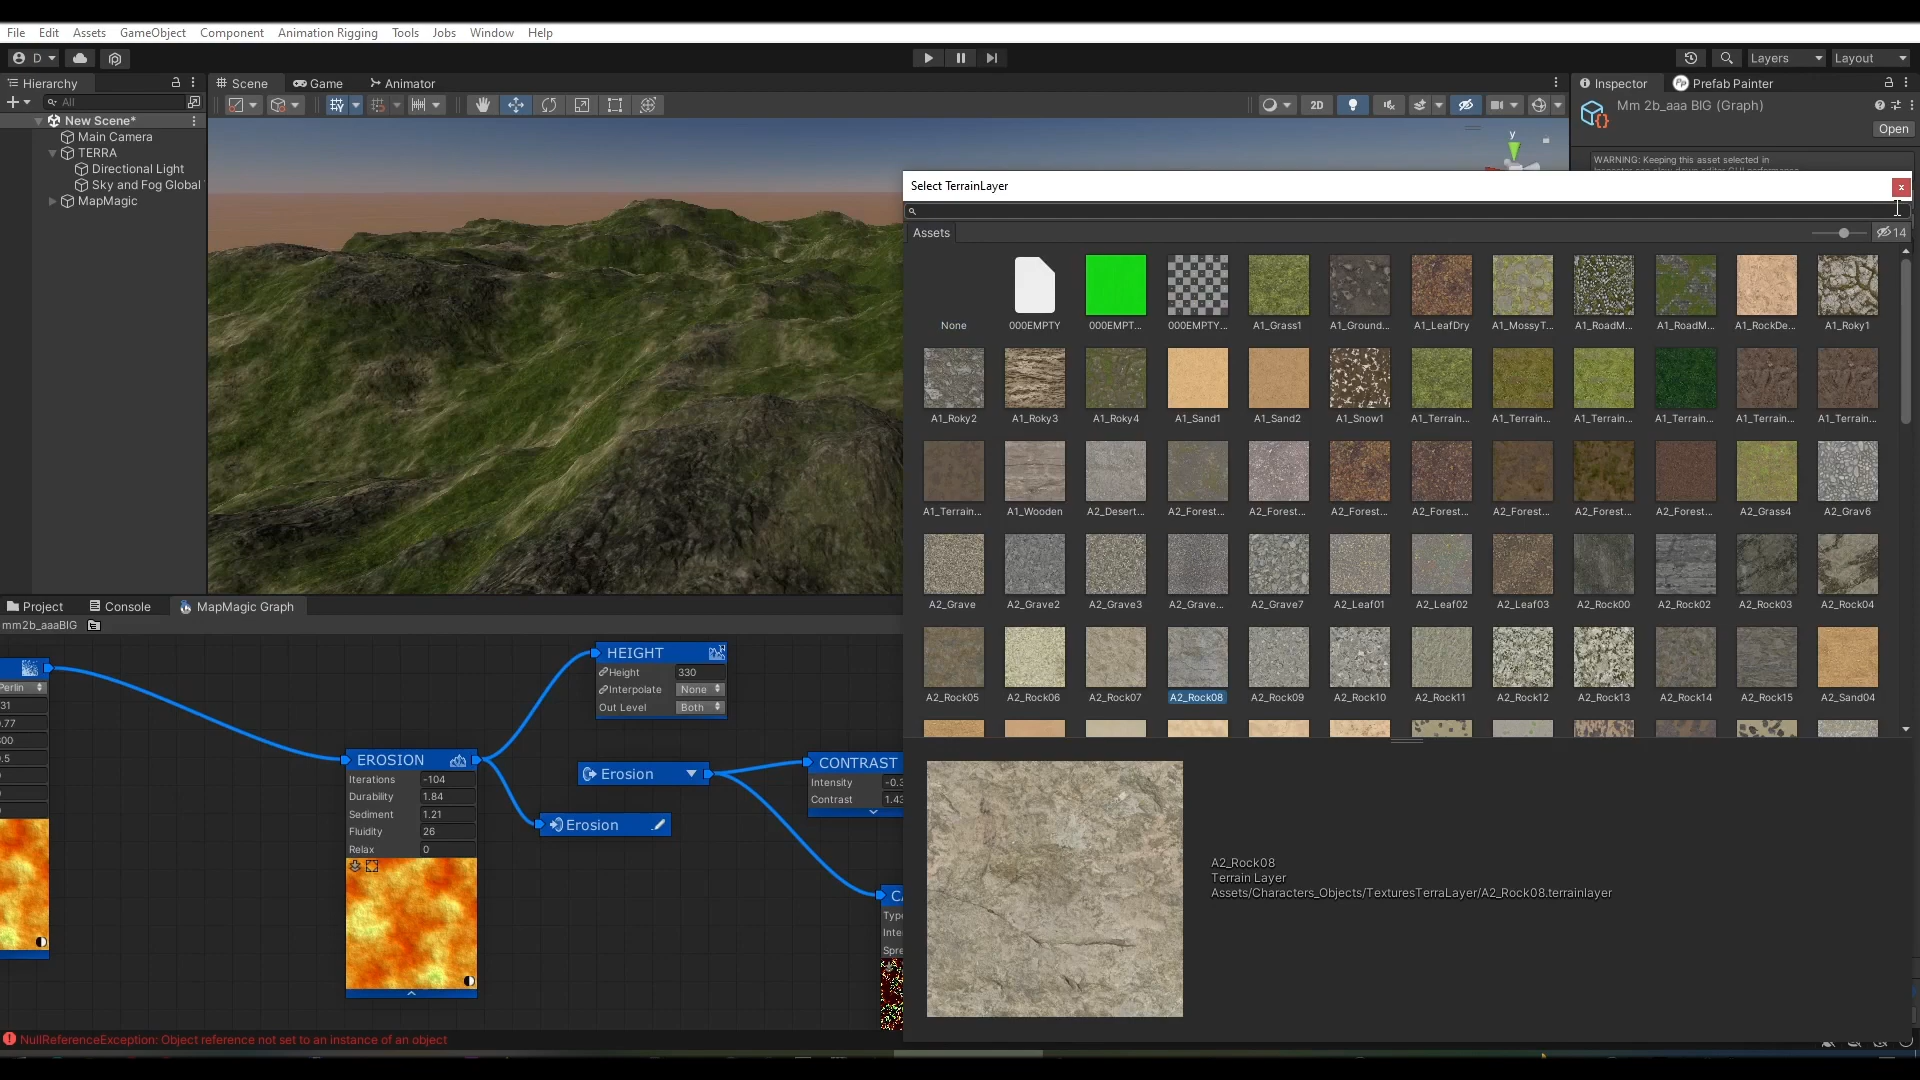 File Edit Assets GameObject Component Animation Rigging Tools Jobs Window Help
D
Layers Layout
Hierarchy
Scene Game Animator
Inspector Prefab Painter
All
2D
New Scene*
Main Camera
TERRA
Directional Light
Sky and Fog Global
MapMagic
y
Mm 2b_aaa BIG (Graph)
Open
WARNING: Keeping this asset selected in
Select TerrainLayer
Assets
14
None 000EMPTY 000EMPT... 000EMPTY... A1_Grass1 A1_Ground... A1_LeafDry A1_MossyT... A1_RoadM... A1_RoadM... A1_RockDe... A1_Roky1
A1_Roky2 A1_Roky3 A1_Roky4 A1_Sand1 A1_Sand2 A1_Snow1 A1_Terrain... A1_Terrain... A1_Terrain... A1_Terrain... A1_Terrain... A1_Terrain...
A1_Terrain... A1_Wooden A2_Desert... A2_Forest... A2_Forest... A2_Forest... A2_Forest... A2_Forest... A2_Forest... A2_Forest... A2_Grass4 A2_Grav6
A2_Grave A2_Grave2 A2_Grave3 A2_Grave... A2_Grave7 A2_Leaf01 A2_Leaf02 A2_Leaf03 A2_Rock00 A2_Rock02 A2_Rock03 A2_Rock04
A2_Rock05 A2_Rock06 A2_Rock07 A2_Rock08 A2_Rock09 A2_Rock10 A2_Rock11 A2_Rock12 A2_Rock13 A2_Rock14 A2_Rock15 A2_Sand04
A2_Rock08
Terrain Layer
Assets/Characters_Objects/TexturesTerraLayer/A2_Rock08.terrainlayer
Project Console MapMagic Graph
mm2b_aaaBIG
Perlin
31
.77
.5
HEIGHT
Height 330
Interpolate None
Out Level Both
EROSION
Iterations -104
Durability 1.84
Sediment 1.21
Fluidity 26
Relax 0
Erosion
Erosion
CONTRAST
Intensity -0.3
Contrast 1.43
NullReferenceException: Object reference not set to an instance of an object